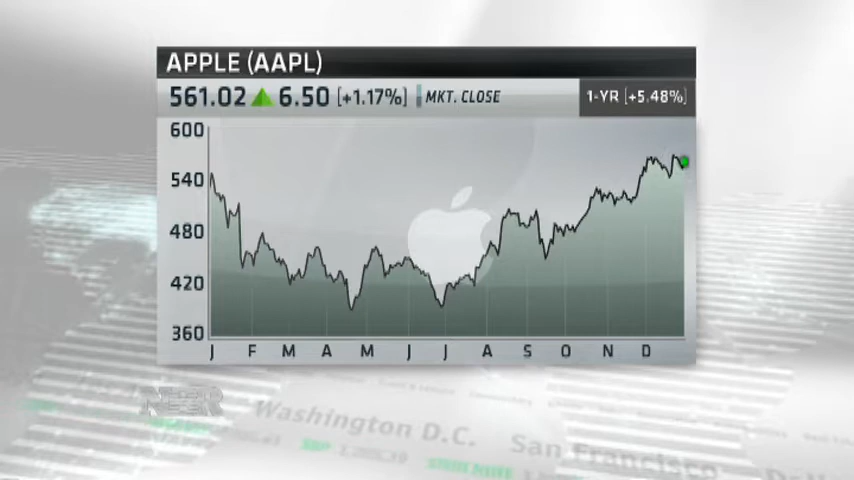 APPLE (AAPL)
561.02 ▲ 6.50 [+1.17%] MKT. CLOSE 1-YR [+5.48%]
600
540
480
420
360
J F M A M J J A S O N D
NBR
Washington D.C.
San Francisco